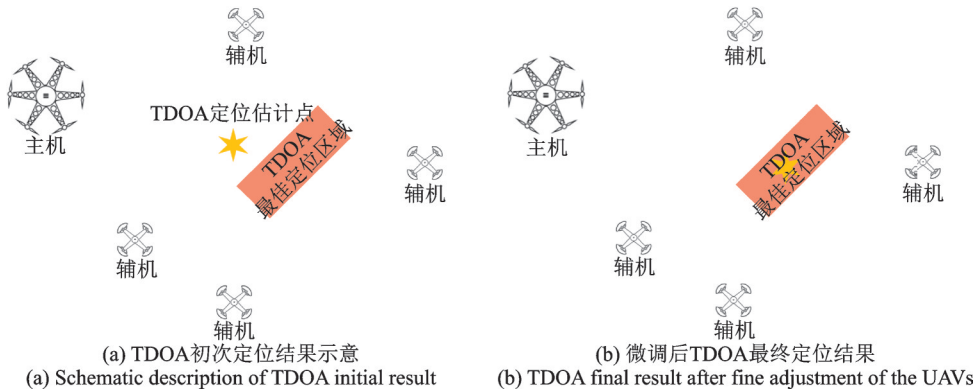 辅机
主机
TDOA定位估计点
TDOA
最佳定位区域
辅机
辅机
辅机
(a) TDOA初次定位结果示意
(a) Schematic description of TDOA initial result
辅机
主机
TDOA
最佳定位区域
辅机
辅机
辅机
(b) 微调后TDOA最终定位结果
(b) TDOA final result after fine adjustment of the UAVs